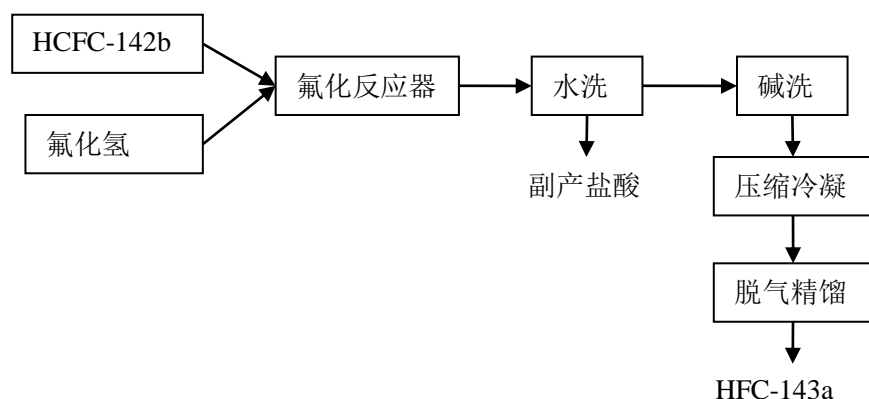 HCFC-142b
氟化氢
氟化反应器
水洗
碱洗
副产盐酸
压缩冷凝
脱气精馏
HFC-143a